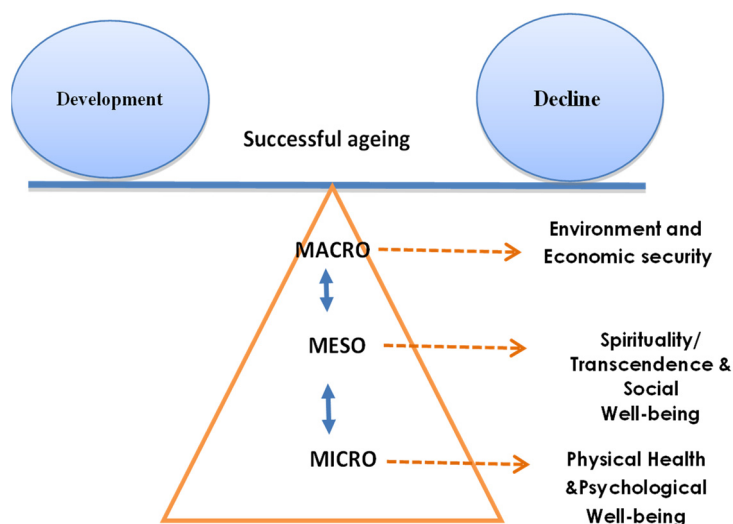 Development
Decline
Successful ageing
MACRO
Environment and
Economic security
MESO
Spirituality/
Transcendence &
Social
Well-being
MICRO
Physical Health
&Psychological
Well-being